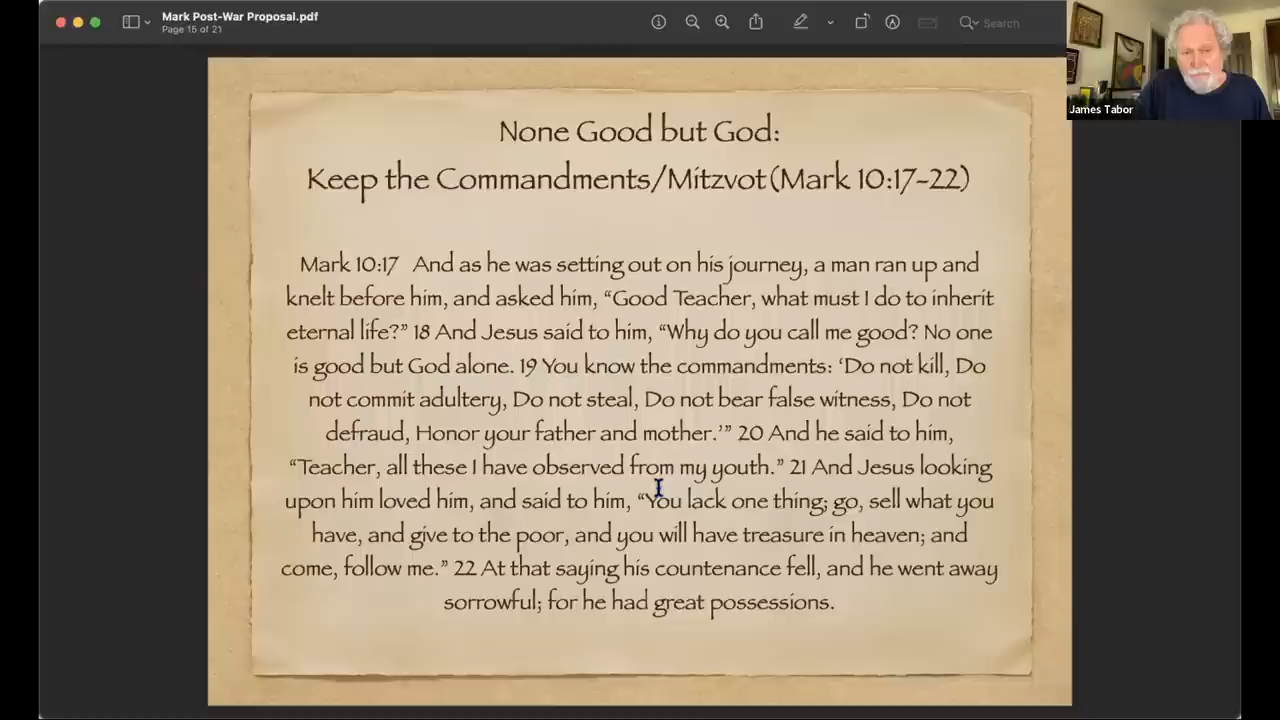 Mark Post-War Proposal.pdf
Page 15 of 21
Search
James Tabor
None Good but God:
Keep the Commandments/Mitzvot (Mark 10:17-22)
Mark 10:17 And as he was setting out on his journey, a man ran up and
knelt before him, and asked him, “Good Teacher, what must I do to inherit
eternal life?” 18 And Jesus said to him, “Why do you call me good? No one
is good but God alone. 19 You know the commandments: ‘Do not kill, Do
not commit adultery, Do not steal, Do not bear false witness, Do not
defraud, Honor your father and mother.’” 20 And he said to him,
“Teacher, all these I have observed from my youth.” 21 And Jesus looking
upon him loved him, and said to him, “You lack one thing; go, sell what you
have, and give to the poor, and you will have treasure in heaven; and
come, follow me.” 22 At that saying his countenance fell, and he went away
sorrowful; for he had great possessions.